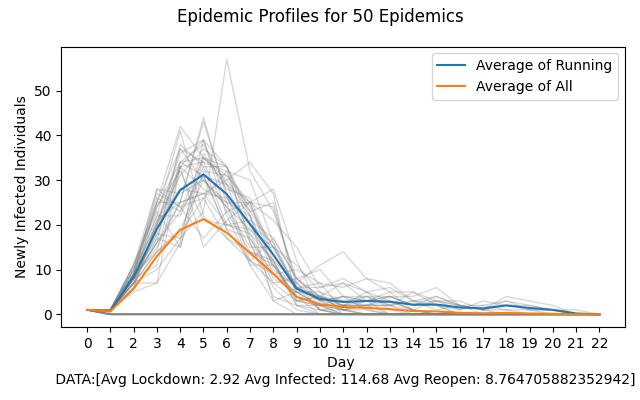 Epidemic Profiles for 50 Epidemics
Average of Running
Average of All
Newly Infected Individuals
50
40
30
20
10
0
0 1 2 3 4 5 6 7 8 9 10 11 12 13 14 15 16 17 18 19 20 21 22
Day
DATA:[Avg Lockdown: 2.92 Avg Infected: 114.68 Avg Reopen: 8.764705882352942]